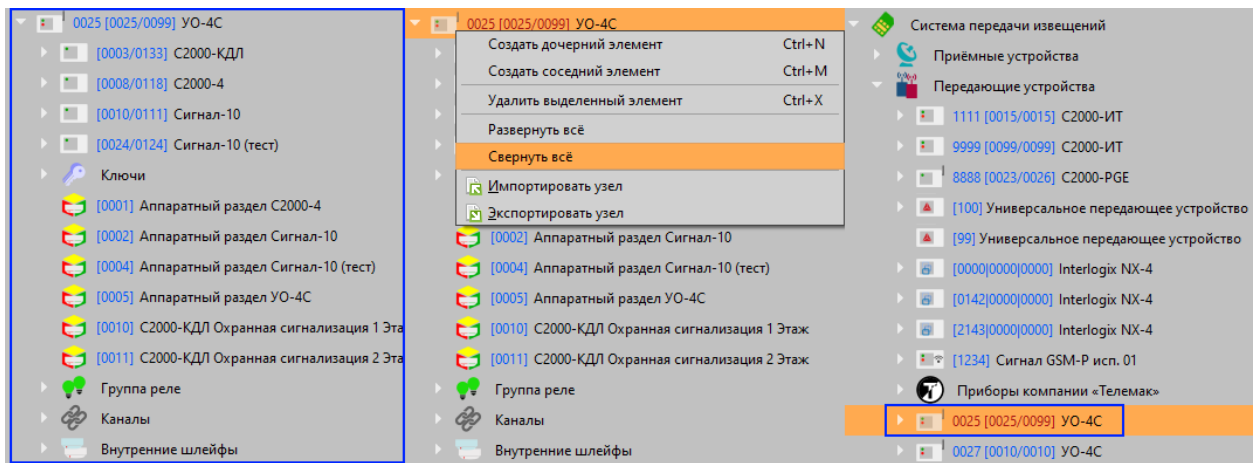 0025 [0025/0099] УО-4С
[0003/0133] С2000-КДЛ
[0008/0118] С2000-4
[0010/0111] Сигнал-10
[0024/0124] Сигнал-10 (тест)
Ключи
[0001] Аппаратный раздел С2000-4
[0002] Аппаратный раздел Сигнал-10
[0004] Аппаратный раздел Сигнал-10 (тест)
[0005] Аппаратный раздел УО-4С
[0010] С2000-КДЛ Охранная сигнализация 1 Эта
[0011] С2000-КДЛ Охранная сигнализация 2 Эта
Группа реле
Каналы
Внутренние шлейфы
0025 [0025/0099] УО-4С
Создать дочерний элемент Ctrl+N
Создать соседний элемент Ctrl+M
Удалить выделенный элемент Ctrl+X
Развернуть всё
Свернуть всё
Импортировать узел
Экспортировать узел
[0002] Аппаратный раздел Сигнал-10
[0004] Аппаратный раздел Сигнал-10 (тест)
[0005] Аппаратный раздел УО-4С
[0010] С2000-КДЛ Охранная сигнализация 1 Этаж
[0011] С2000-КДЛ Охранная сигнализация 2 Этаж
Группа реле
Каналы
Внутренние шлейфы
Система передачи извещений
Приёмные устройства
Передающие устройства
1111 [0015/0015] С2000-ИТ
9999 [0099/0099] С2000-ИТ
8888 [0023/0026] С2000-PGE
[100] Универсальное передающее устройство
[99] Универсальное передающее устройство
[0000|0000|0000] Interlogix NX-4
[0142|0000|0000] Interlogix NX-4
[2143|0000|0000] Interlogix NX-4
[1234] Сигнал GSM-Р исп. 01
Приборы компании «Телемак»
0025 [0025/0099] УО-4С
0027 [0010/0010] УО-4С